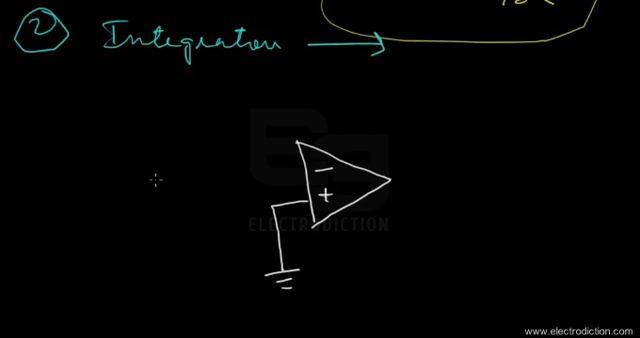 ② Integration →
−
+
ELECTRODICTION
www.electrodiction.com